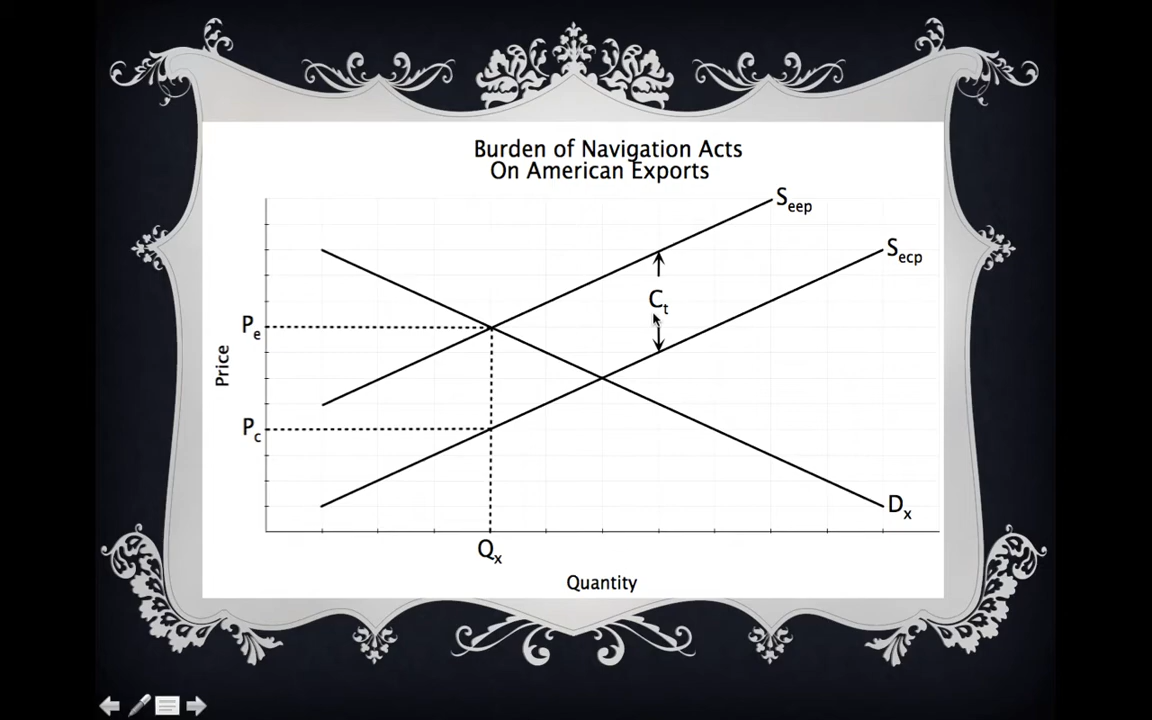 Burden of Navigation Acts
On American Exports
Seep
Secp
Ct
Pe
Price
Pc
Dx
Qx
Quantity